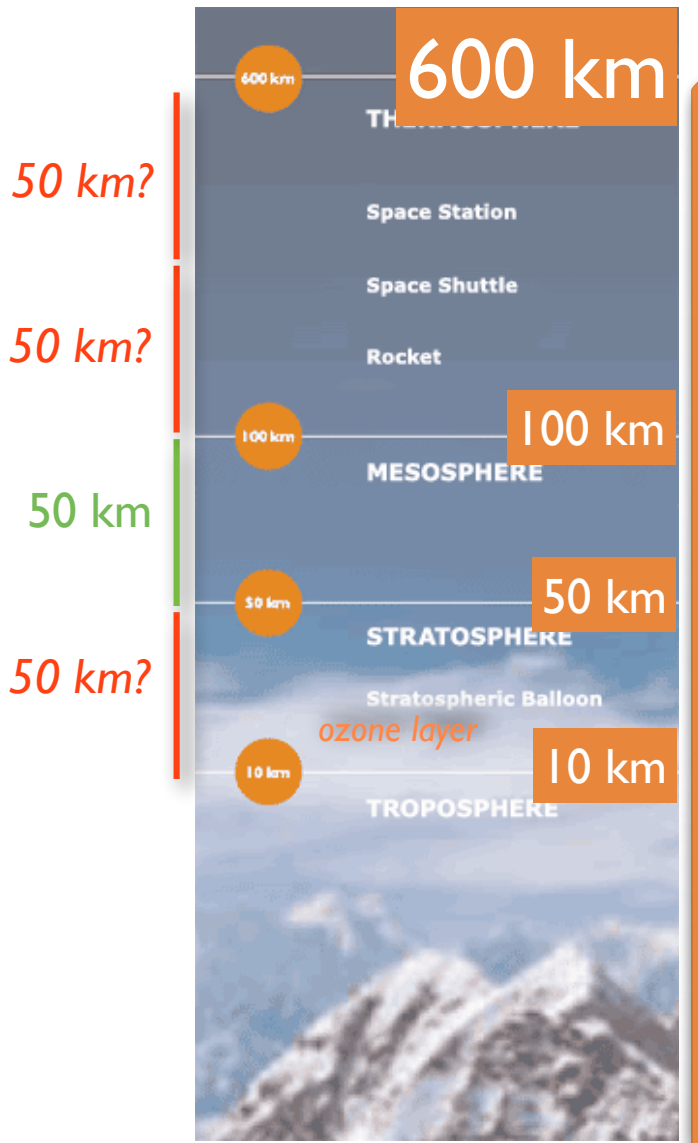 600 km
600 km
THERMOSPHERE
50 km?
Space Station
Space Shuttle
50 km?
Rocket
100 km
100 km
MESOSPHERE
50 km
50 km
50 km
STRATOSPHERE
50 km?
Stratospheric Balloon
ozone layer
10 km
10 km
TROPOSPHERE